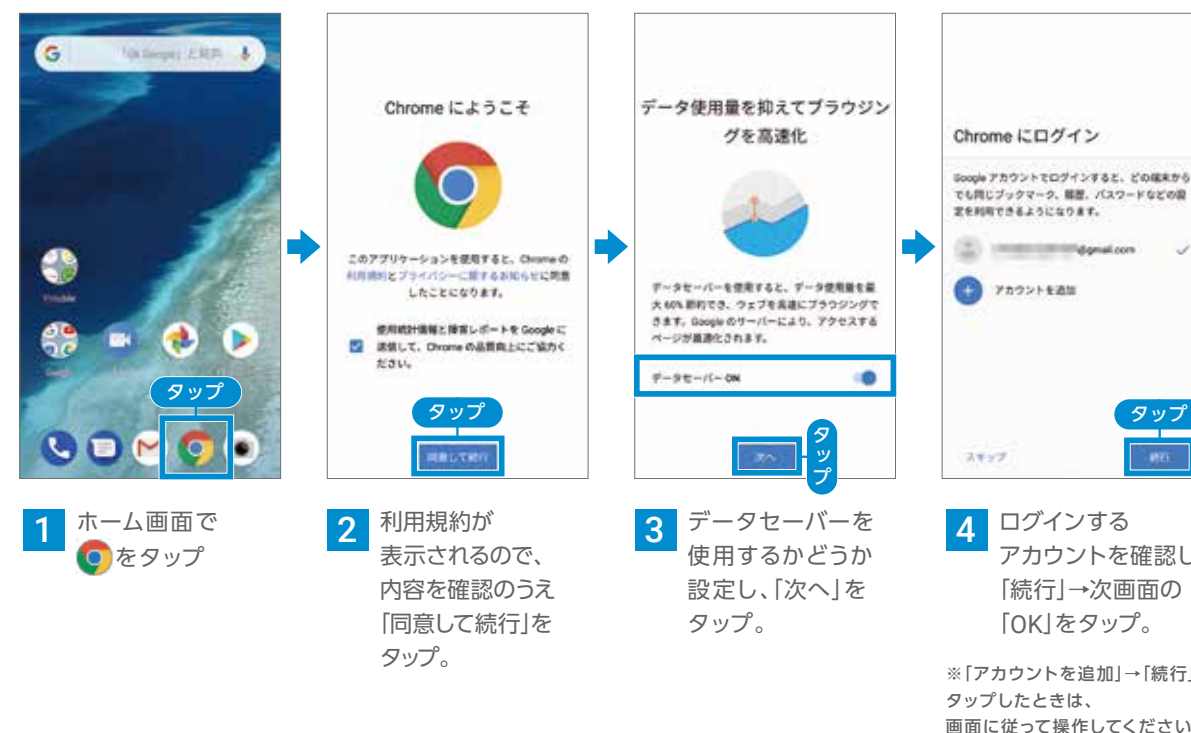 Chrome にようこそ
このアプリケーションを使用すると、Chrome の
利用規約とプライバシーに関するお知らせに同意
したことになります。
使用統計情報と障害レポートを Google に
送信して、Chrome の品質向上にご協力く
ださい。
タップ
同意して続行
データ使用量を抑えてブラウジン
グを高速化
データセーバーを使用すると、データ使用量を最
大 60% 節約でき、ウェブを高速にブラウジングで
きます。Google のサーバーにより、アクセスする
ページが最適化されます。
データセーバー ON
次へ
タップ
Chrome にログイン
Google アカウントでログインすると、どの端末から
でも同じブックマーク、履歴、パスワードなどの設
定を利用できるようになります。
@gmail.com
アカウントを追加
タップ
スキップ
続行
タップ
1 ホーム画面で
をタップ
2 利用規約が
表示されるので、
内容を確認のうえ
「同意して続行」を
タップ。
3 データセーバーを
使用するかどうか
設定し、「次へ」を
タップ。
4 ログインする
アカウントを確認し
「続行」→次画面の
「OK」をタップ。
※「アカウントを追加」→「続行」
タップしたときは、
画面に従って操作してください